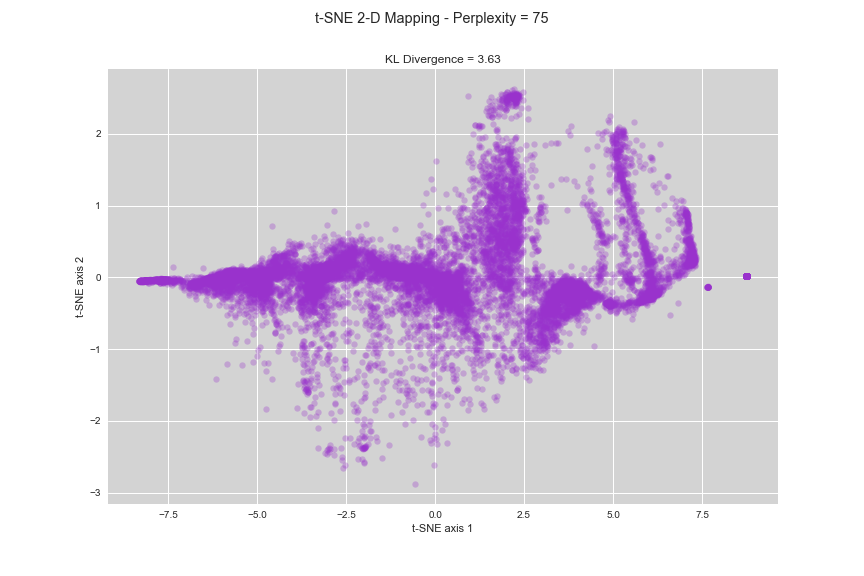 t-SNE 2-D Mapping - Perplexity = 75
KL Divergence = 3.63
2
1
0
−1
−2
−3
t-SNE axis 2
−7.5 −5.0 −2.5 0.0 2.5 5.0 7.5
t-SNE axis 1